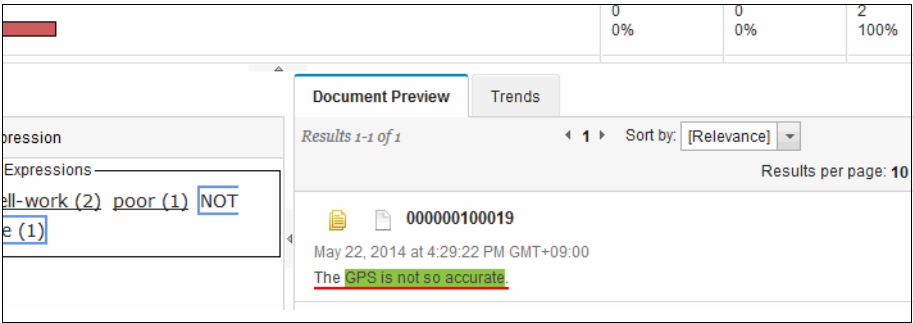 0 0 2
0% 0% 100%
Document Preview Trends
pression
Results 1-1 of 1 1 Sort by: [Relevance]
Expressions
Results per page: 10
ell-work (2) poor (1) NOT
e (1)
000000100019
May 22, 2014 at 4:29:22 PM GMT+09:00
The GPS is not so accurate.